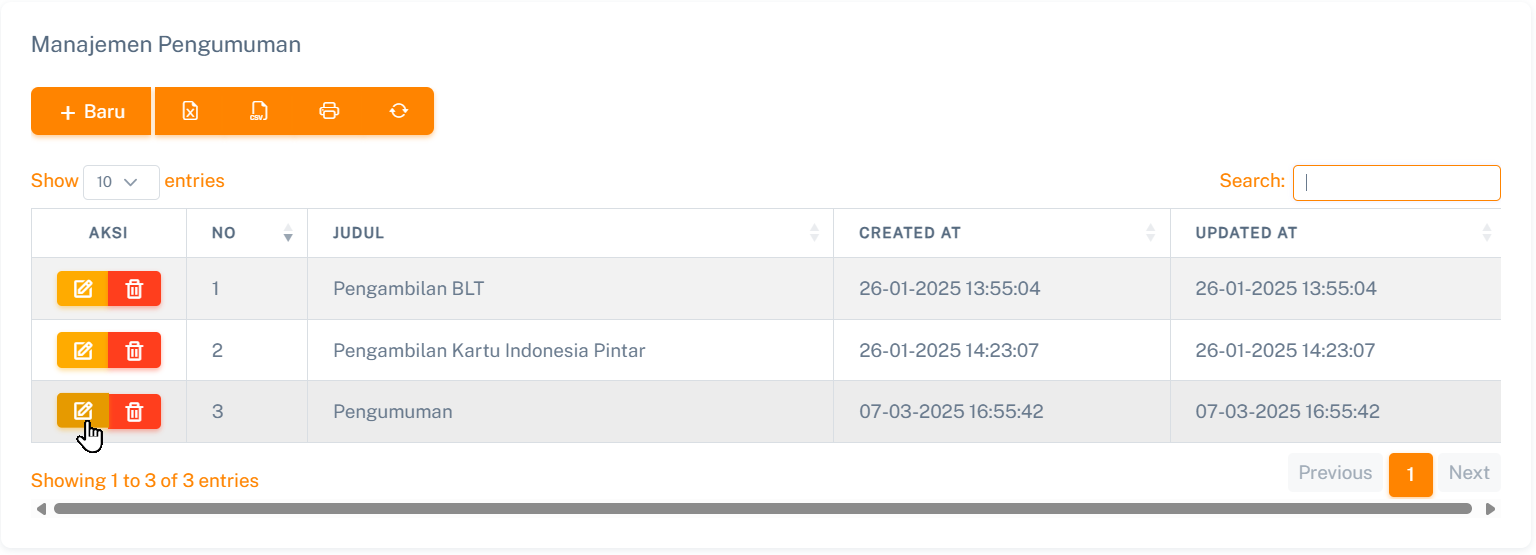 Manajemen Pengumuman
+ Baru CSV
Show 10 entries Search:
AKSI NO JUDUL CREATED AT UPDATED AT
1 Pengambilan BLT 26-01-2025 13:55:04 26-01-2025 13:55:04
2 Pengambilan Kartu Indonesia Pintar 26-01-2025 14:23:07 26-01-2025 14:23:07
3 Pengumuman 07-03-2025 16:55:42 07-03-2025 16:55:42
Showing 1 to 3 of 3 entries Previous 1 Next